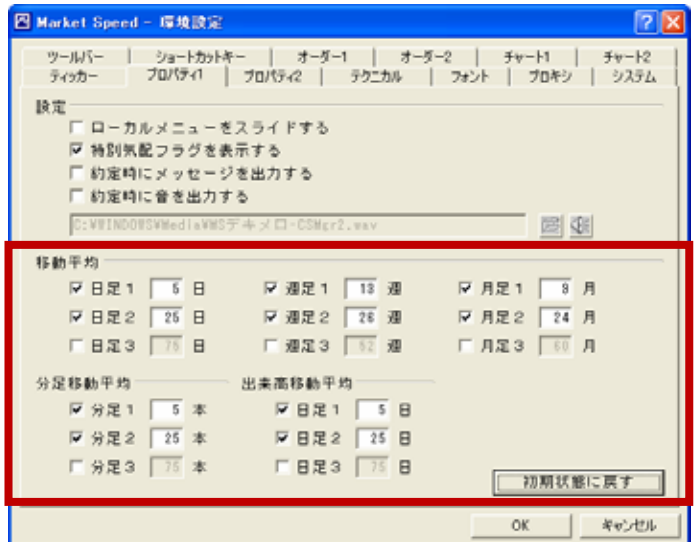 Market Speed - 環境設定
ツールバー ショートカットキー オーダー1 オーダー2 チャート1 チャート2
ティッカー プロパティ1 プロパティ2 テクニカル フォント プロキシ システム
設定
ローカルメニューをスライドする
特別気配フラグを表示する
約定時にメッセージを出力する
約定時に音を出力する
C:¥WINDOWS¥Media¥MSデキメロ-CSMgr2.wav
移動平均
日足1 5 日 週足1 13 週 月足1 9 月
日足2 25 日 週足2 26 週 月足2 24 月
日足3 75 日 週足3 52 週 月足3 60 月
分足移動平均 出来高移動平均
分足1 5 本 日足1 5 日
分足2 25 本 日足2 25 日
分足3 75 本 日足3 75 日
初期状態に戻す
OK キャンセル